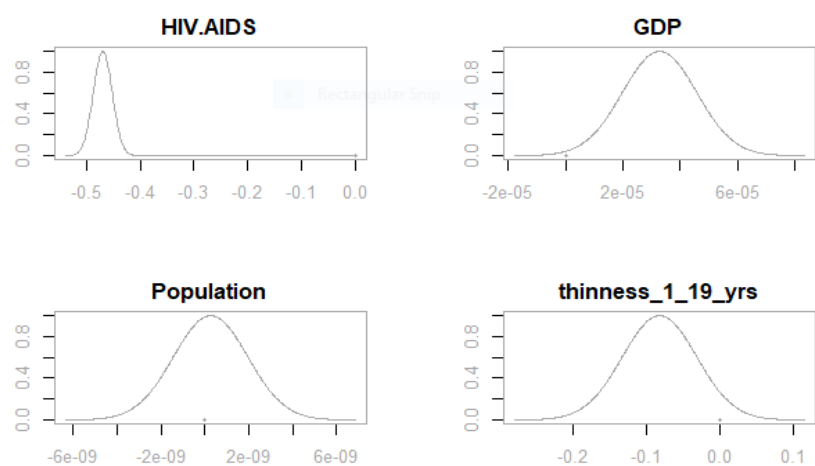 HIV.AIDS
GDP
0.0 0.4 0.8
0.0 0.4 0.8
Rectangular Snip
-0.5 -0.4 -0.3 -0.2 -0.1 0.0
-2e-05 2e-05 6e-05
Population
thinness_1_19_yrs
0.0 0.4 0.8
0.0 0.4 0.8
-6e-09 -2e-09 2e-09 6e-09
-0.2 -0.1 0.0 0.1